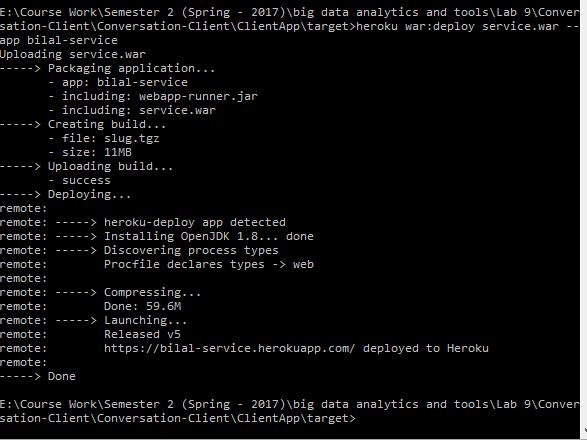 E:\Course Work\Semester 2 (Spring - 2017)\big data analytics and tools\Lab 9\Conver
sation-Client\Conversation-Client\ClientApp\target>heroku war:deploy service.war --
app bilal-service
Uploading service.war
-----> Packaging application...
       - app: bilal-service
       - including: webapp-runner.jar
       - including: service.war
-----> Creating build...
       - file: slug.tgz
       - size: 11MB
-----> Uploading build...
       - success
-----> Deploying...
remote:
remote: -----> heroku-deploy app detected
remote: -----> Installing OpenJDK 1.8... done
remote: -----> Discovering process types
remote:        Procfile declares types -> web
remote:
remote: -----> Compressing...
remote:        Done: 59.6M
remote: -----> Launching...
remote:        Released v5
remote:        https://bilal-service.herokuapp.com/ deployed to Heroku
remote:
-----> Done
E:\Course Work\Semester 2 (Spring - 2017)\big data analytics and tools\Lab 9\Conver
sation-Client\Conversation-Client\ClientApp\target>